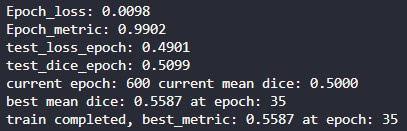 Epoch_loss: 0.0098
Epoch_metric: 0.9902
test_loss_epoch: 0.4901
test_dice_epoch: 0.5099
current epoch: 600 current mean dice: 0.5000
best mean dice: 0.5587 at epoch: 35
train completed, best_metric: 0.5587 at epoch: 35